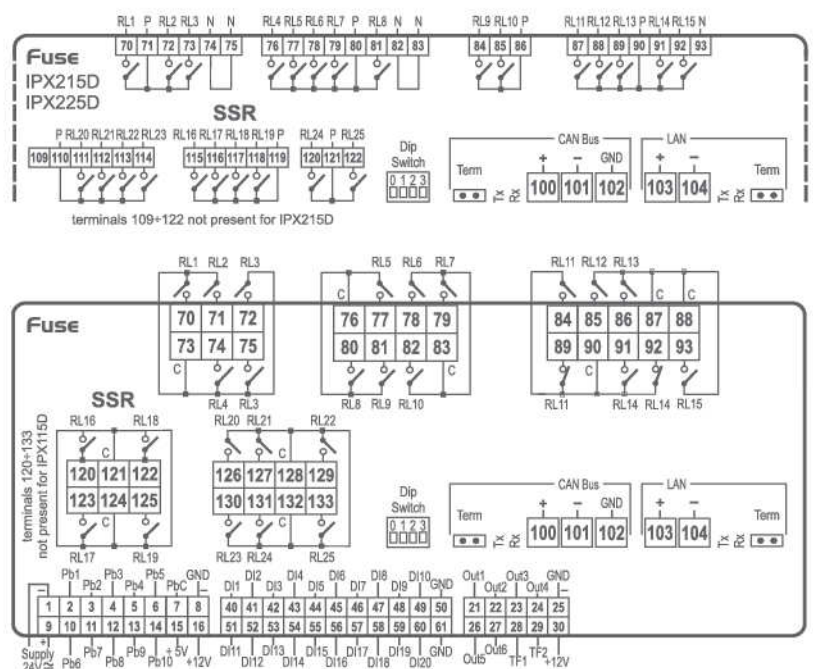 RL1 P RL2 RL3 N N RL4 RL5 RL6 RL7 P RL8 N N RL9 RL10 P RL11 RL12 RL13 P RL14 RL15 N
70 71 72 73 74 75 76 77 78 79 80 81 82 83 84 85 86 87 88 89 90 91 92 93
Fuse
IPX215D
IPX225D
SSR
P RL20 RL21 RL22 RL23 RL16 RL17 RL18 RL19 P RL24 P RL25
109 110 111 112 113 114 115 116 117 118 119 120 121 122
Dip
Switch
0 1 2 3
CAN Bus LAN
Term + - GND + - Term
Tx Rx 100 101 102 103 104 Tx Rx
terminals 109÷122 not present for IPX215D
RL1 RL2 RL3 RL5 RL6 RL7 RL11 RL12 RL13
C C C
Fuse
70 71 72 76 77 78 79 84 85 86 87 88
73 74 75 80 81 82 83 89 90 91 92 93
C C C
RL4 RL3 RL8 RL9 RL10 RL11 RL14 RL14 RL15
SSR
terminals 120÷133
not present for IPX115D
RL16 RL18 RL20 RL21 RL22
C C
120 121 122 126 127 128 129
123 124 125 130 131 132 133
C C
RL17 RL19 RL23 RL24 RL25
Dip
Switch
0 1 2 3
CAN Bus LAN
Term + - GND + - Term
Tx Rx 100 101 102 103 104 Tx Rx
Pb1 Pb2 Pb3 Pb4 Pb5 PbC GND DI1 DI2 DI3 DI4 DI5 DI6 DI7 DI8 DI9 DI10 GND Out1 Out2 Out3 Out4 GND
1 2 3 4 5 6 7 8 40 41 42 43 44 45 46 47 48 49 50 21 22 23 24 25
9 10 11 12 13 14 15 16 51 52 53 54 55 56 57 58 59 60 61 26 27 28 29 30
Supply
24V Pb6 Pb7 Pb8 Pb9 Pb10 + 5V +12V DI11 DI12 DI13 DI14 DI15 DI16 DI17 DI18 DI19 DI20 GND Out5 Out6 TF1 TF2 +12V